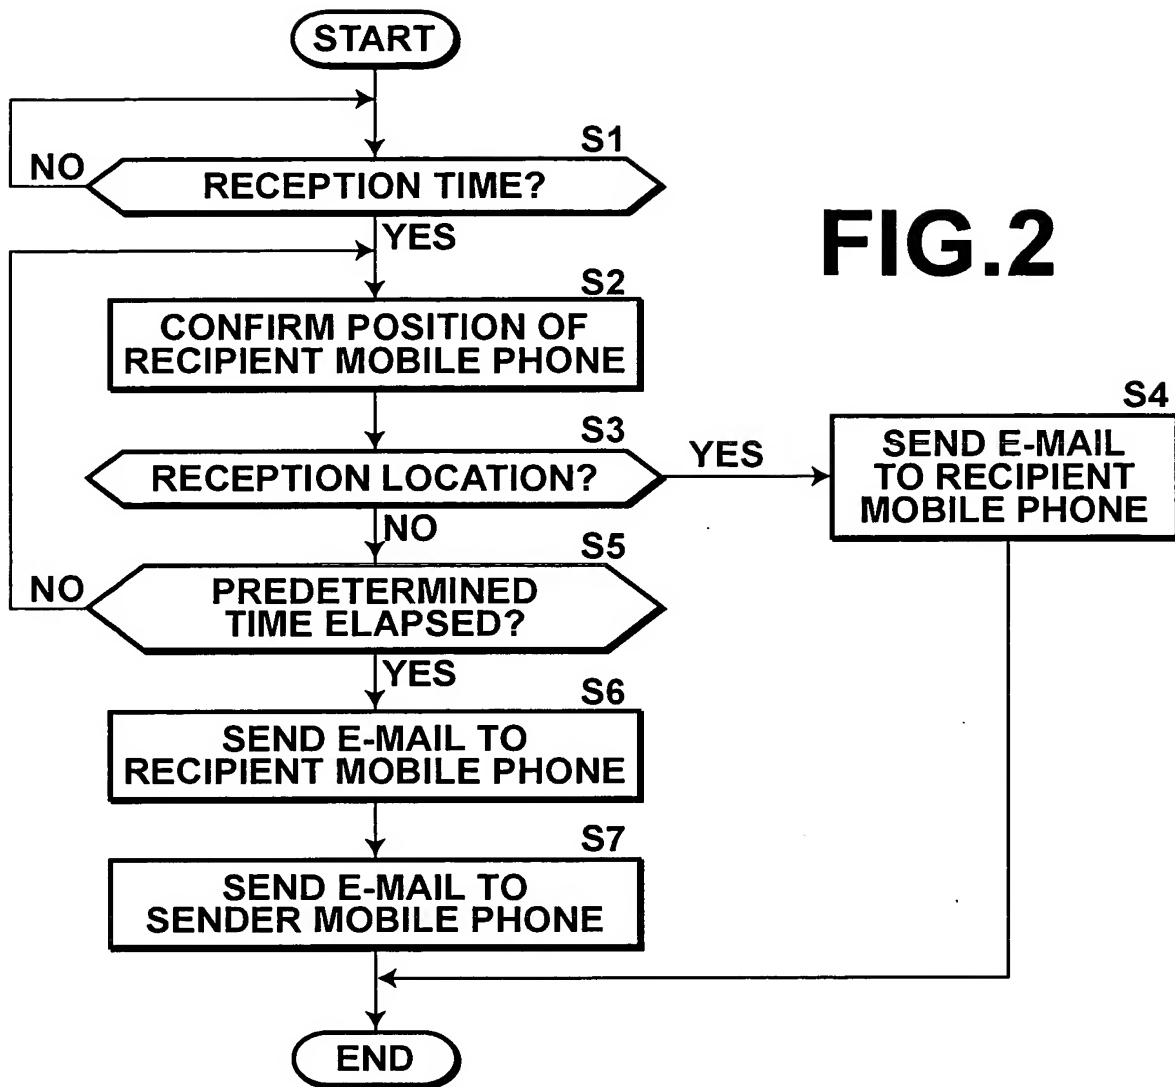 START
S1
NO
RECEPTION TIME?
YES
FIG.2
S2
CONFIRM POSITION OF
RECIPIENT MOBILE PHONE
S3
RECEPTION LOCATION?
YES
S4
SEND E-MAIL
TO RECIPIENT
MOBILE PHONE
NO
S5
NO
PREDETERMINED
TIME ELAPSED?
YES
S6
SEND E-MAIL TO
RECIPIENT MOBILE PHONE
S7
SEND E-MAIL TO
SENDER MOBILE PHONE
END